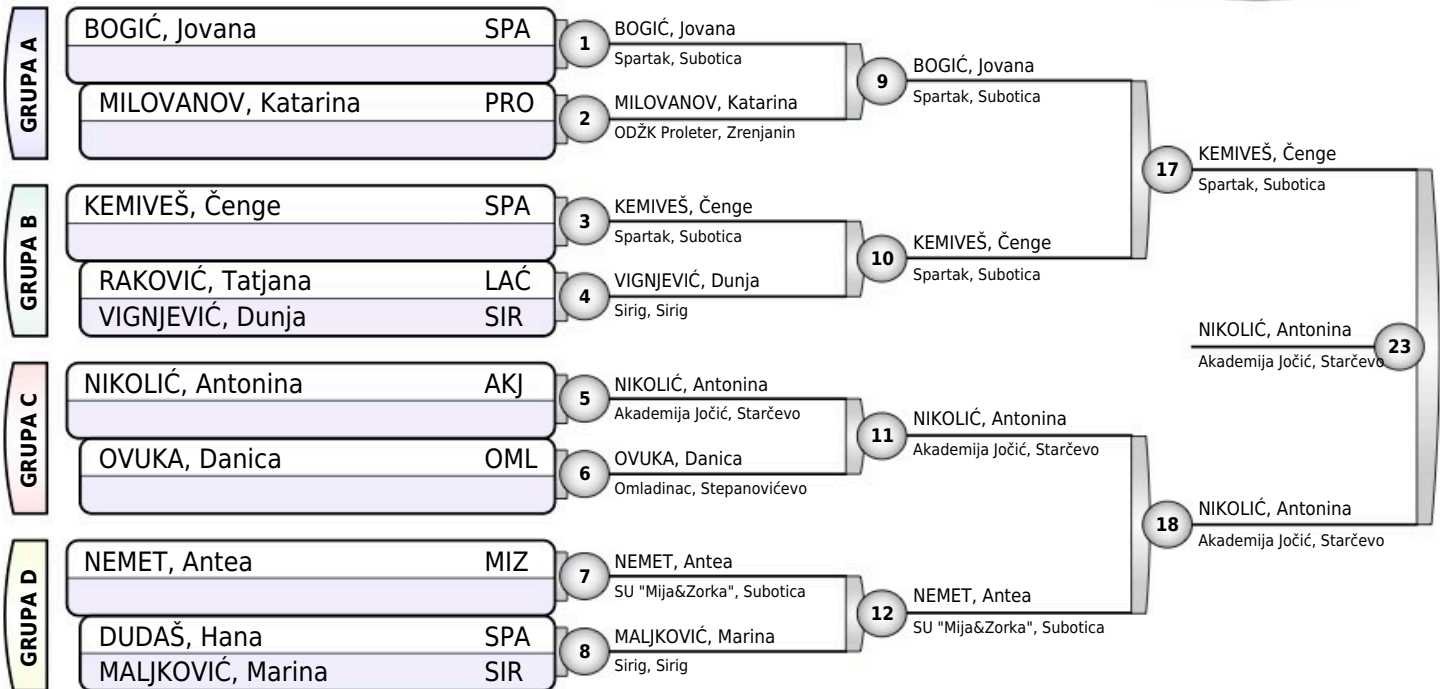 GRUPA A
BOGIĆ, Jovana SPA
MILOVANOV, Katarina PRO
GRUPA B
KEMIVEŠ, Čenge SPA
RAKOVIĆ, Tatjana LAĆ
VIGNJEVIĆ, Dunja SIR
GRUPA C
NIKOLIĆ, Antonina AKJ
OVUKA, Danica OML
GRUPA D
NEMET, Antea MIZ
DUDAŠ, Hana SPA
MALJKOVIĆ, Marina SIR
1 BOGIĆ, Jovana
Spartak, Subotica
2 MILOVANOV, Katarina
ODŽK Proleter, Zrenjanin
3 KEMIVEŠ, Čenge
Spartak, Subotica
4 VIGNJEVIĆ, Dunja
Sirig, Sirig
5 NIKOLIĆ, Antonina
Akademija Jočić, Starčevo
6 OVUKA, Danica
Omladinac, Stepanovićevo
7 NEMET, Antea
SU "Mija&Zorka", Subotica
8 MALJKOVIĆ, Marina
Sirig, Sirig
9 BOGIĆ, Jovana
Spartak, Subotica
10 KEMIVEŠ, Čenge
Spartak, Subotica
11 NIKOLIĆ, Antonina
Akademija Jočić, Starčevo
12 NEMET, Antea
SU "Mija&Zorka", Subotica
17 KEMIVEŠ, Čenge
Spartak, Subotica
18 NIKOLIĆ, Antonina
Akademija Jočić, Starčevo
NIKOLIĆ, Antonina 23
Akademija Jočić, Starčevo